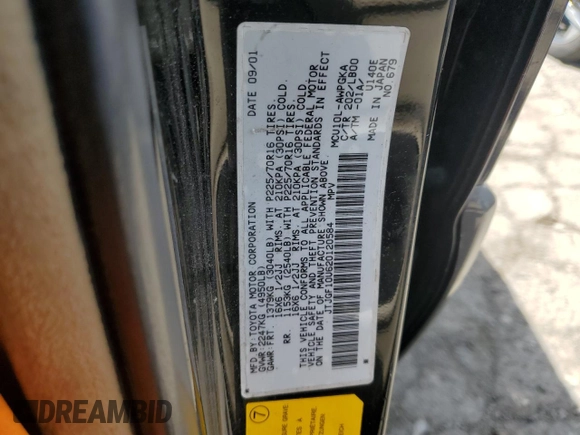 MFD.BY:TOYOTA MOTOR CORPORATION DATE 09/01
GVWR:2247KG (4950LB)
GAWR:FRT. 1379KG (3040LB) WITH P225/70R16 TIRES,
16X6 1/2JJ RIMS, AT 210KPA (30PSI) COLD.
RR 1153KG (2540LB) WITH P225/70R16 TIRES,
16X6 1/2JJ RIMS, AT 210KPA (30PSI) COLD.
THIS VEHICLE CONFORMS TO ALL APPLICABLE FEDERAL MOTOR
VEHICLE SAFETY AND THEFT PREVENTION STANDARDS IN EFFECT
ON THE DATE OF MANUFACTURE SHOWN ABOVE.
JTJGF10U620120584 MPV
MCU10L-AWPGKA
C/TR 202/LB00
A/TM -01A/
U140E
MADE IN JAPAN
NO 679
7
IDREAMBID